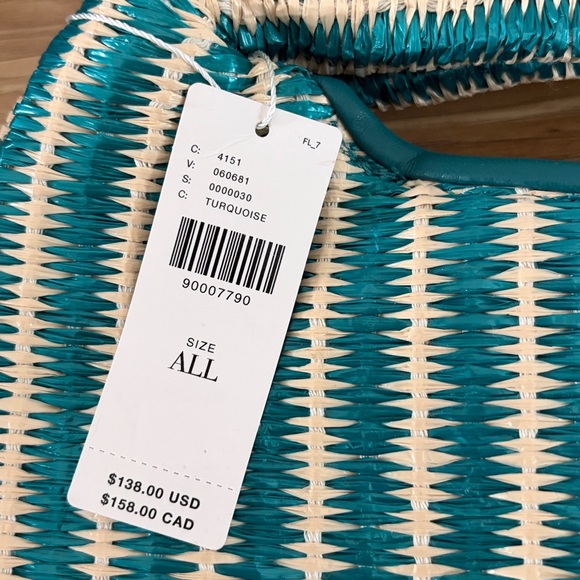 FL_7
C: 4151
V: 060681
S: 0000030
C: TURQUOISE
90007790
SIZE
ALL
$138.00 USD
$158.00 CAD